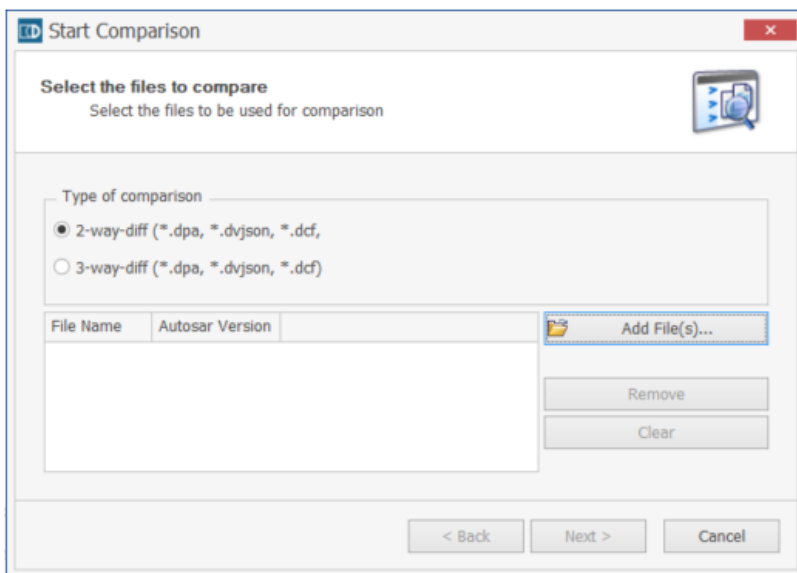 Start Comparison
Select the files to compare
Select the files to be used for comparison
Type of comparison
2-way-diff (*.dpa, *.dvjson, *.dcf,
3-way-diff (*.dpa, *.dvjson, *.dcf)
File Name Autosar Version
Add File(s)...
Remove
Clear
< Back Next > Cancel